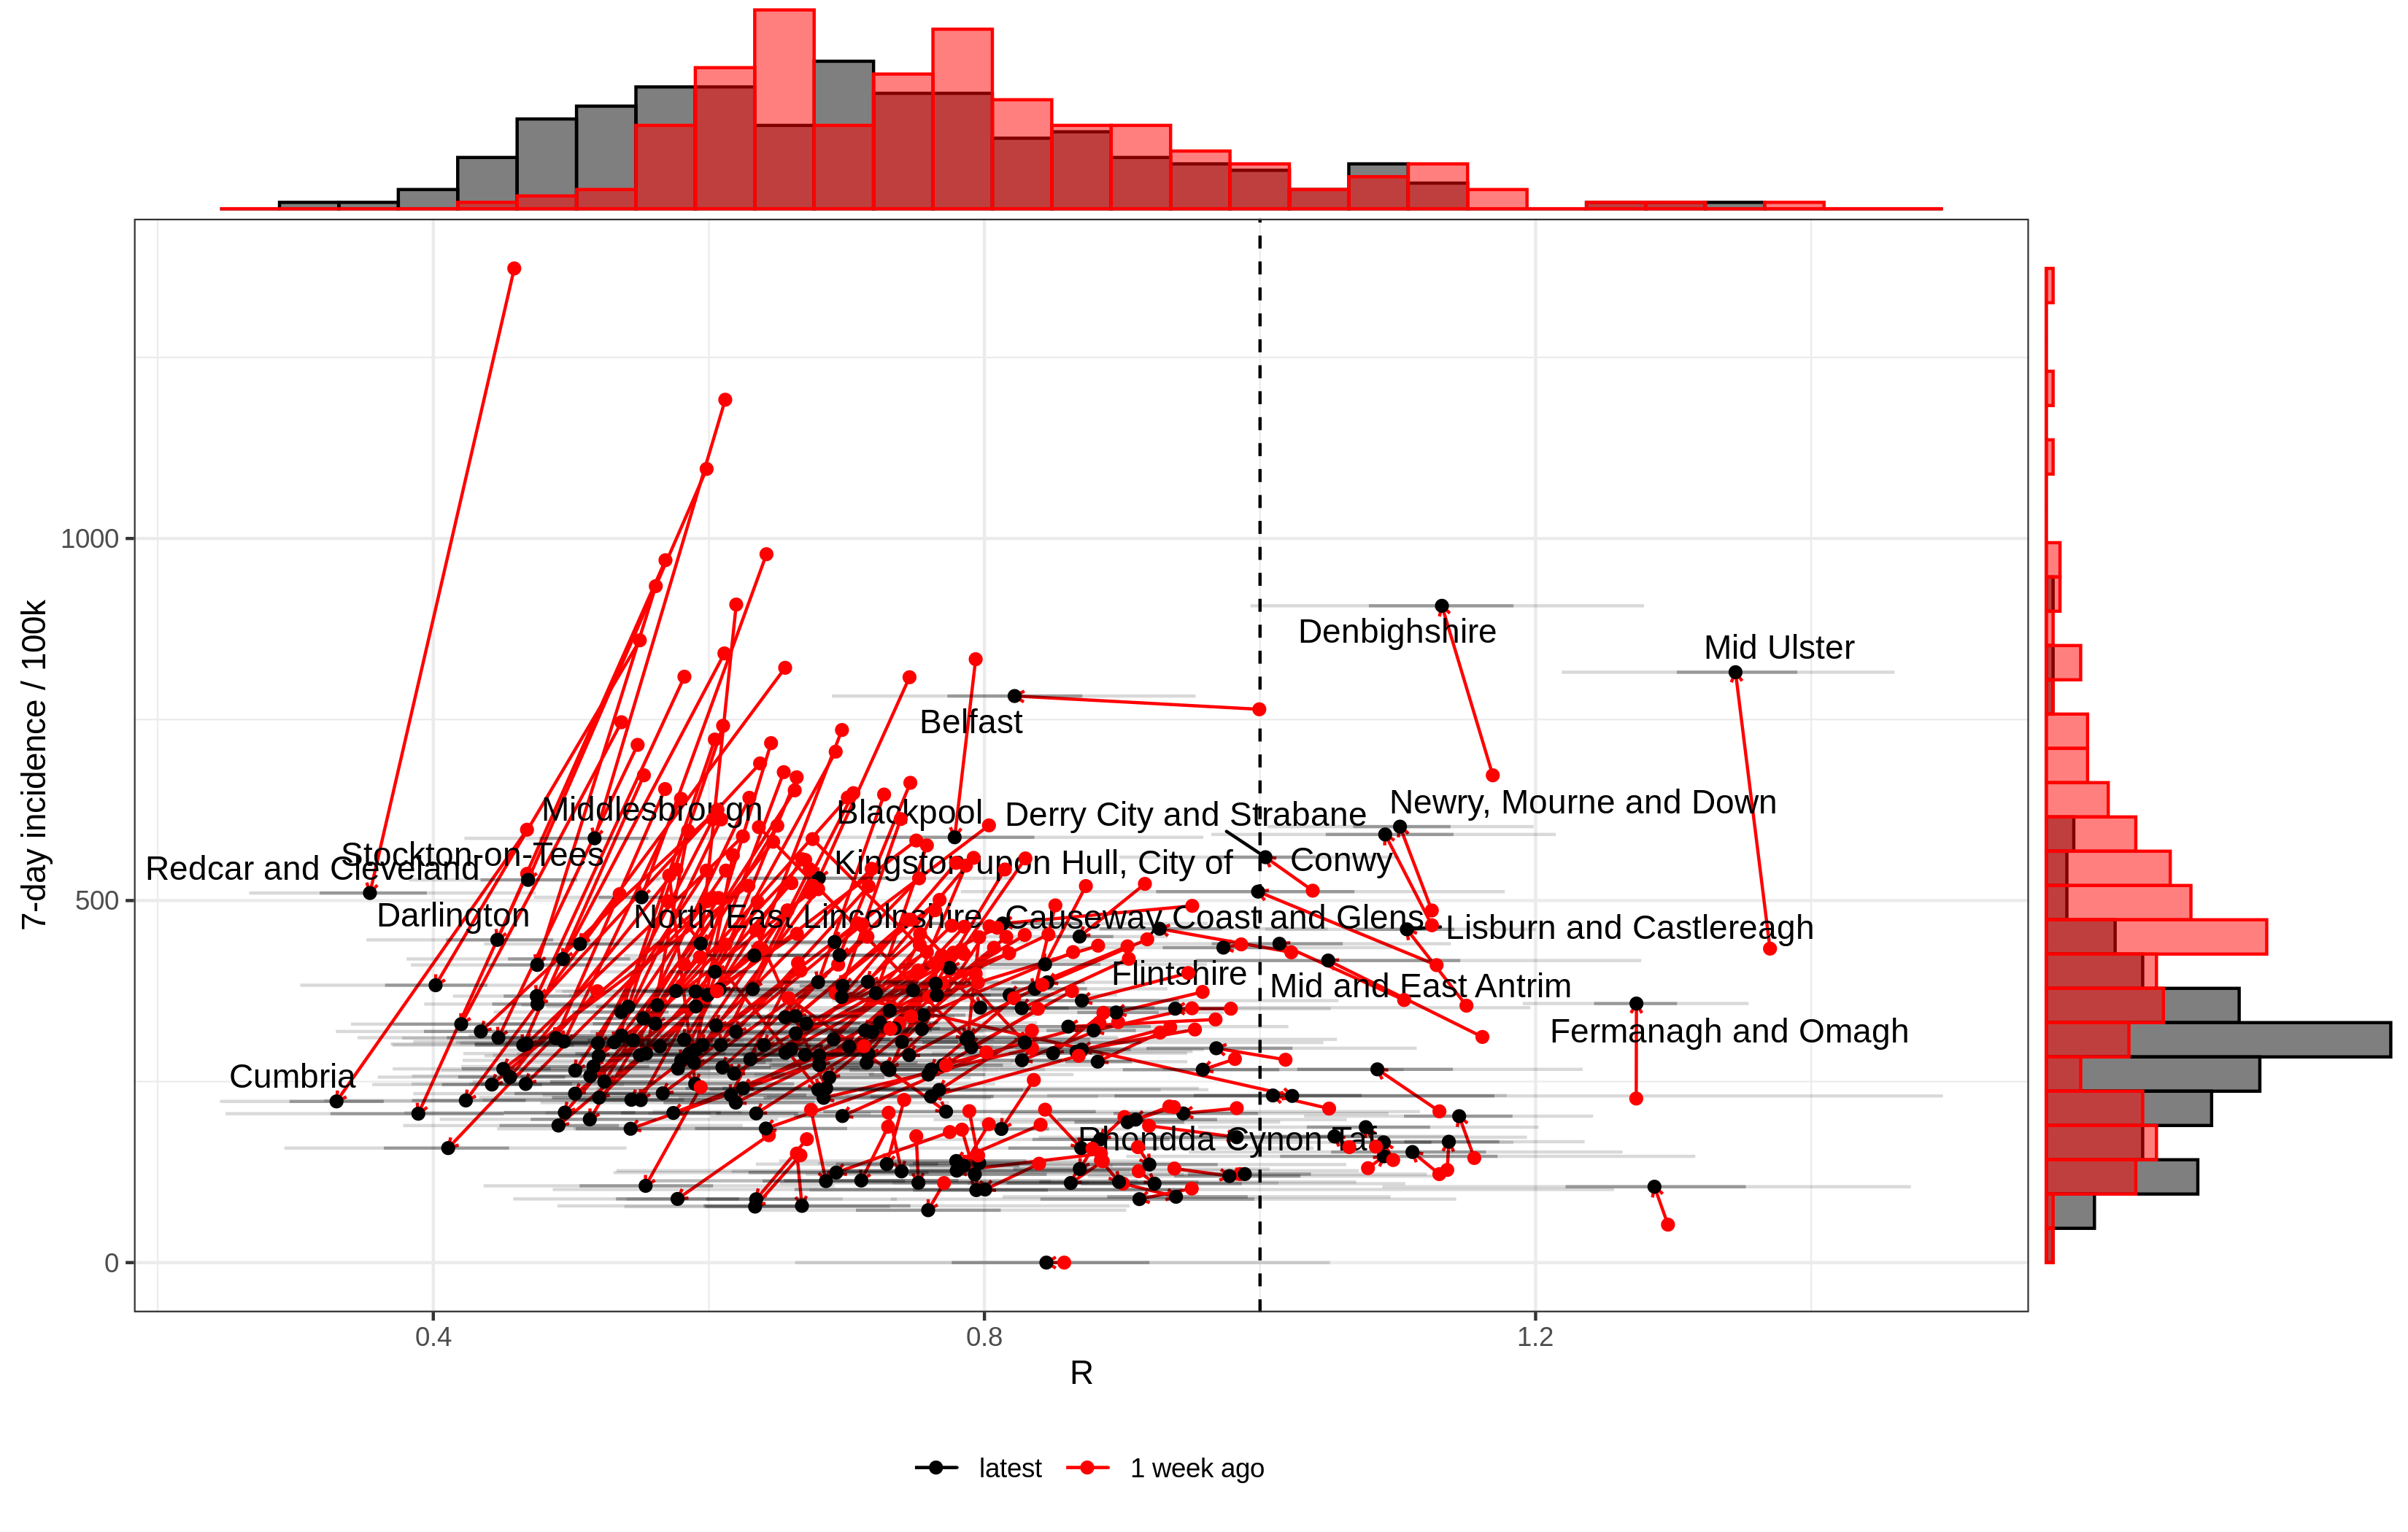 7-day incidence / 100k
1000
500
0
Denbighshire
Mid Ulster
Belfast
Middlesbrough
Blackpool
Derry City and Strabane
Newry, Mourne and Down
Stockton-on-Tees
Redcar and Cleveland
Kingston upon Hull, City of
Conwy
Darlington
North East Lincolnshire
Causeway Coast and Glens
Lisburn and Castlereagh
Flintshire
Mid and East Antrim
Fermanagh and Omagh
Cumbria
Rhondda Cynon Taf
0.4
0.8
1.2
R
latest
1 week ago